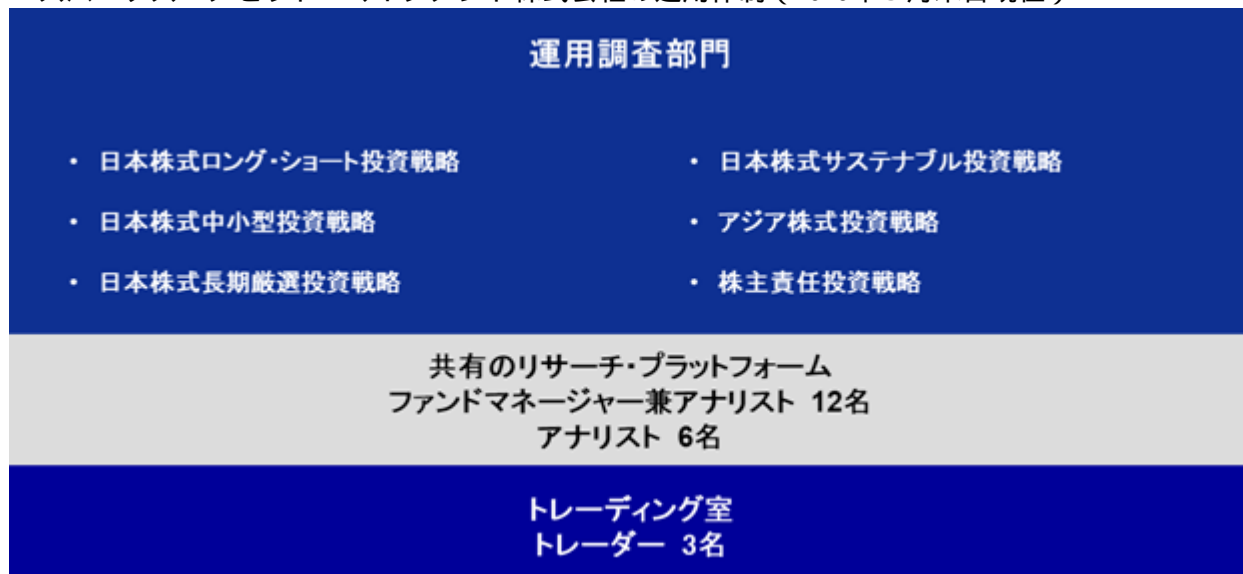 運用調査部門
・ 日本株式ロング・ショート投資戦略
・ 日本株式サステナブル投資戦略
・ 日本株式中小型投資戦略
・ アジア株式投資戦略
・ 日本株式長期厳選投資戦略
・ 株主責任投資戦略
共有のリサーチ・プラットフォーム
ファンドマネージャー兼アナリスト 12名
アナリスト 6名
トレーディング室
トレーダー 3名